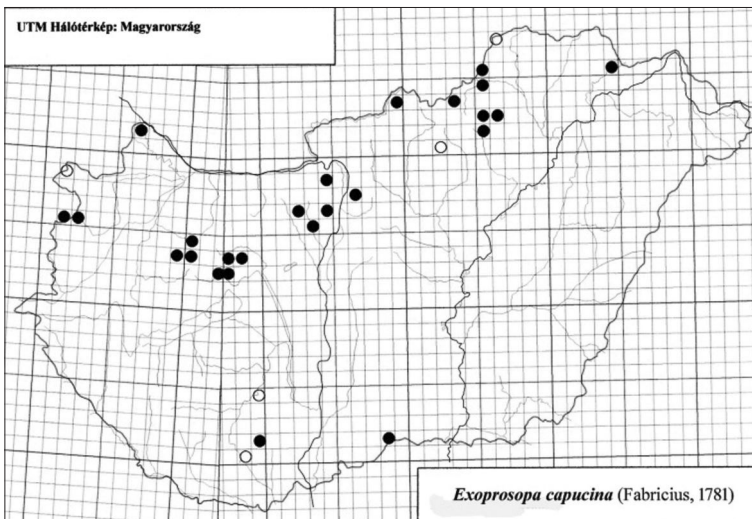 UTM Hálótérkép: Magyarország
Exoprosopa capucina (Fabricius, 1781)